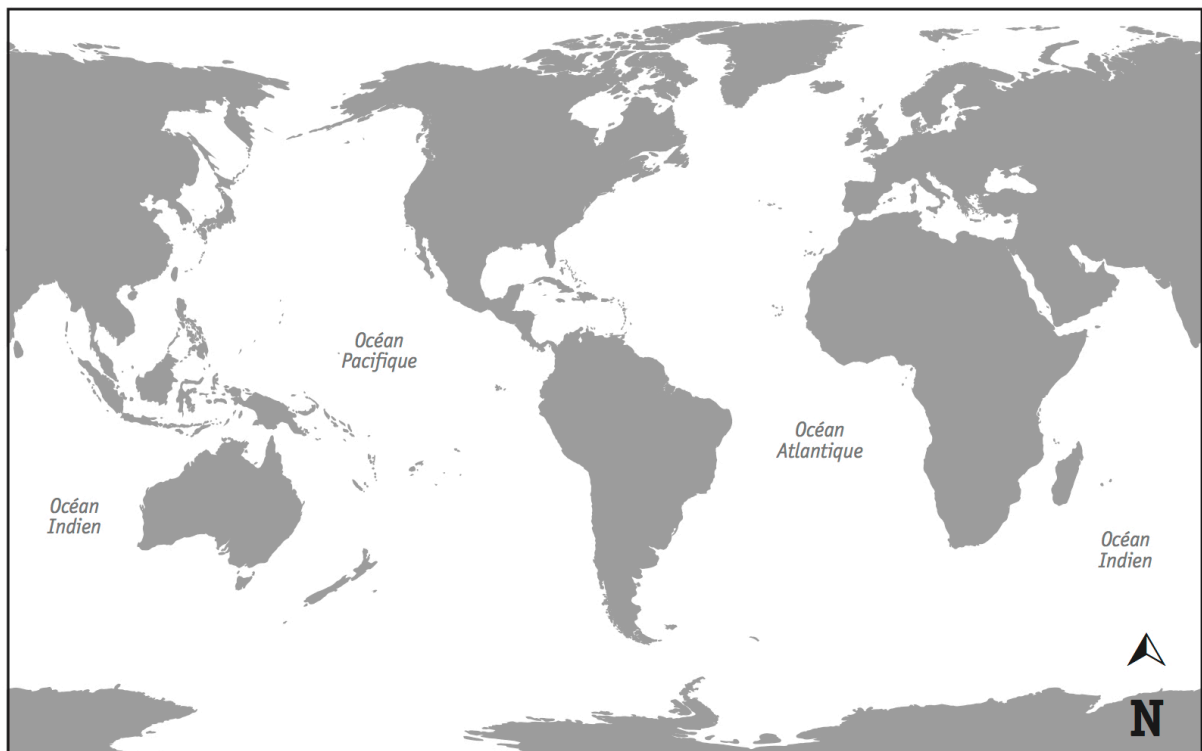 Océan
Pacifique
Océan
Atlantique
Océan
Indien
Océan
Indien
N